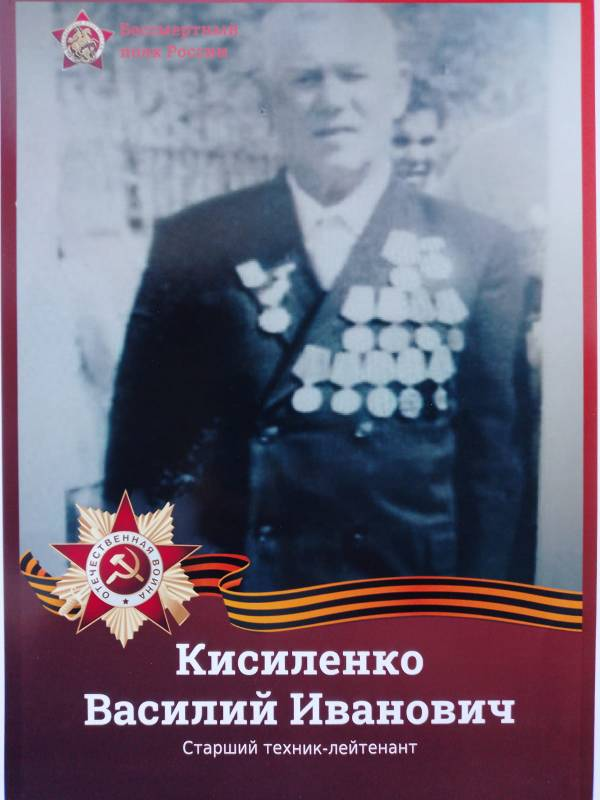 Бессмертный
полк России
ОТЕЧЕСТВЕННАЯ ВОЙНА
Кисиленко
Василий Иванович
Старший техник-лейтенант